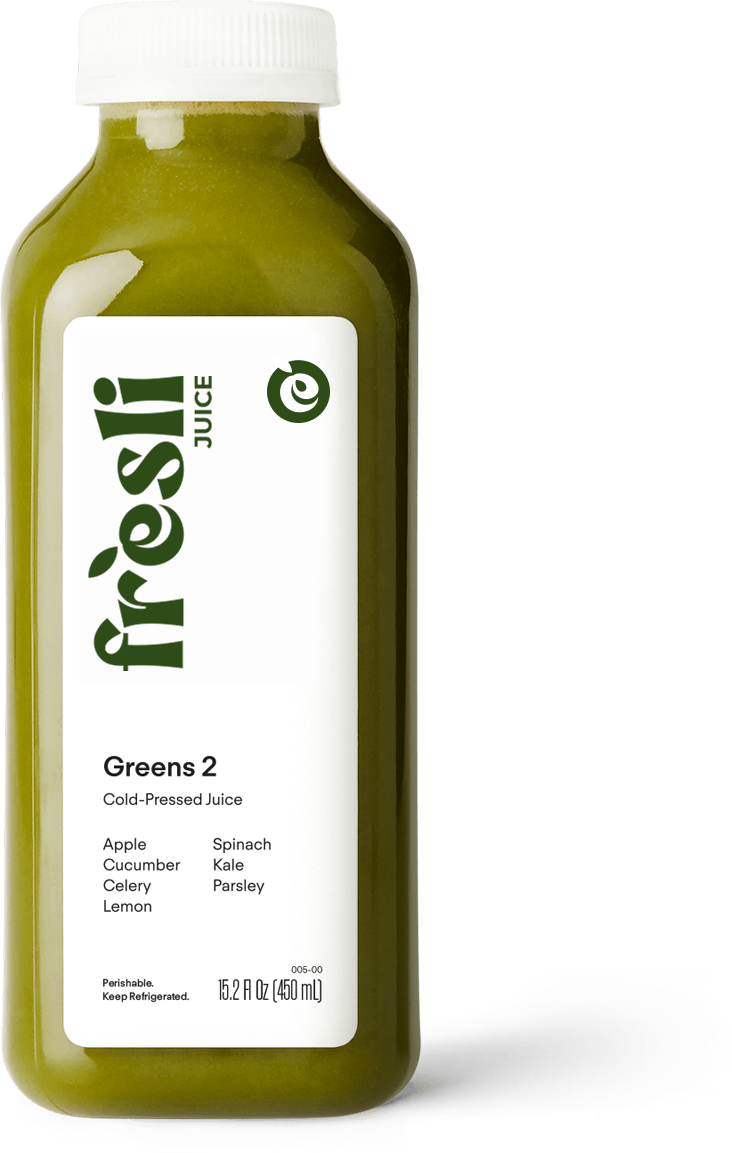 fresli
JUICE
Greens 2
Cold-Pressed Juice
Apple
Cucumber
Celery
Lemon
Spinach
Kale
Parsley
005-00
Perishable.
Keep Refrigerated.
15.2 Fl Oz (450 mL)